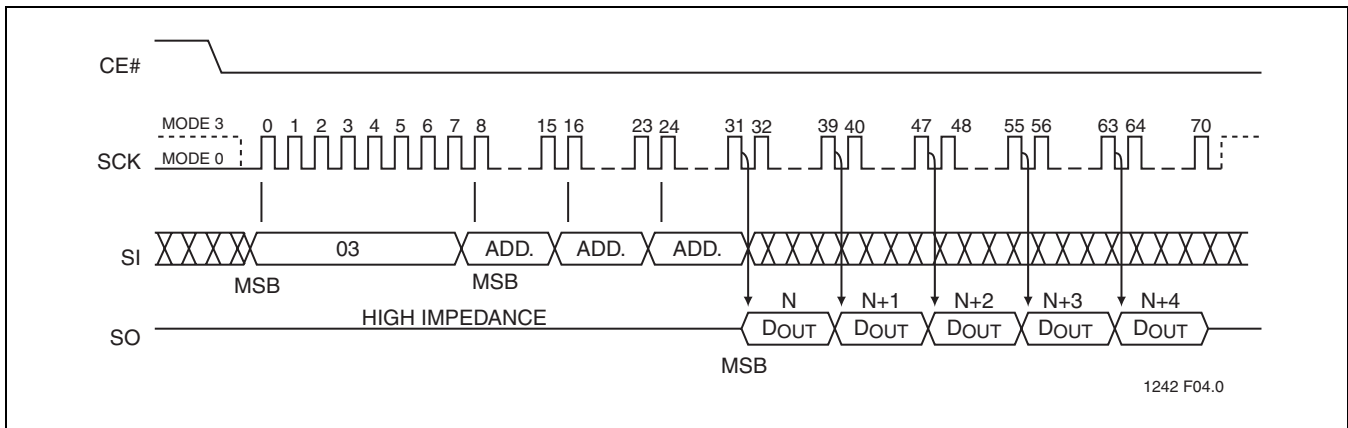 CE#
MODE 3 0 1 2 3 4 5 6 7 8 15 16 23 24 31 32 39 40 47 48 55 56 63 64 70
SCK MODE 0
SI 03 ADD. ADD. ADD.
MSB MSB
N N+1 N+2 N+3 N+4
HIGH IMPEDANCE
SO DOUT DOUT DOUT DOUT DOUT
MSB
1242 F04.0